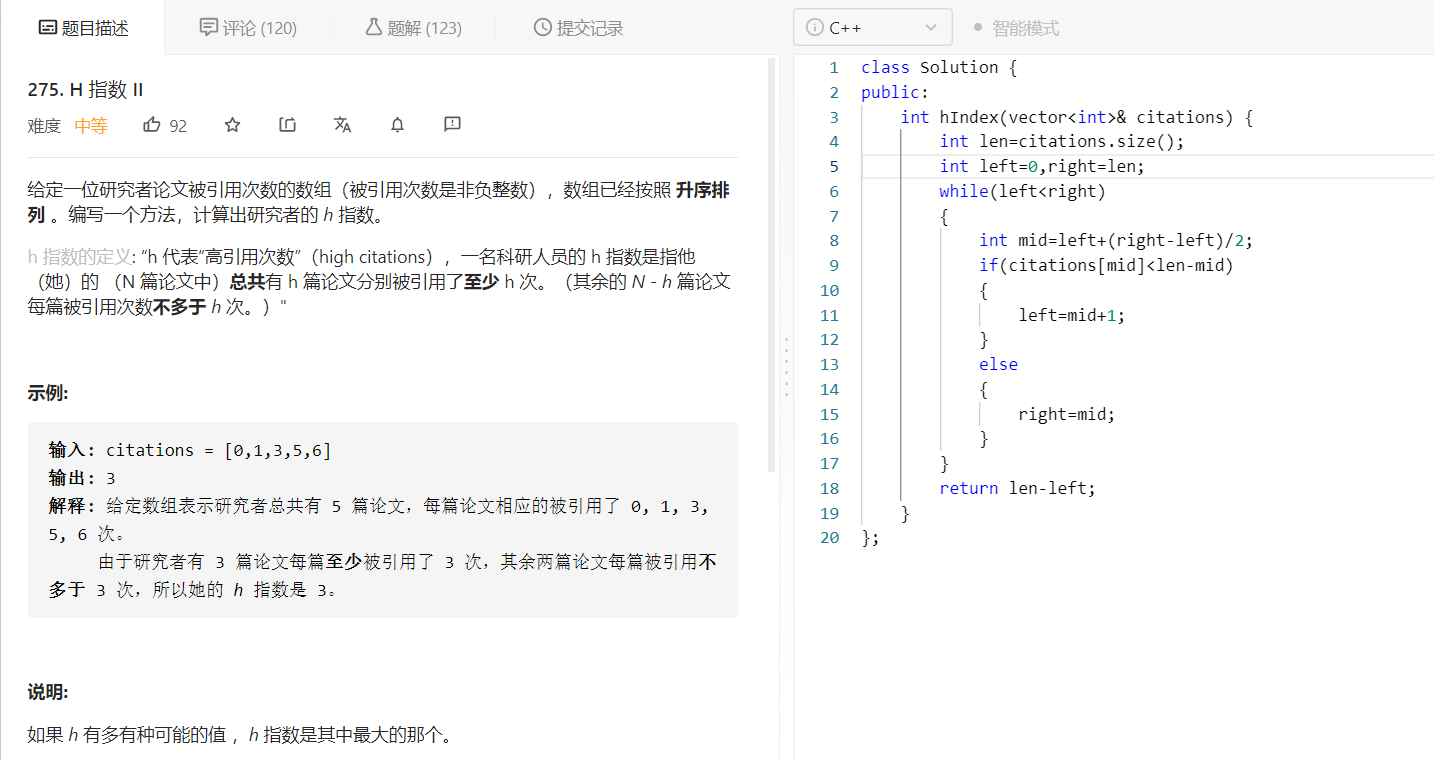 题目描述
评论 (120)
题解 (123)
提交记录
275. H 指数 II
难度 中等 92
给定一位研究者论文被引用次数的数组（被引用次数是非负整数），数组已经按照 升序排
列 。编写一个方法，计算出研究者的 h 指数。
h 指数的定义: “h 代表“高引用次数”（high citations），一名科研人员的 h 指数是指他
（她）的 （N 篇论文中）总共有 h 篇论文分别被引用了至少 h 次。（其余的 N - h 篇论文
每篇被引用次数不多于 h 次。）"
示例:
输入: citations = [0,1,3,5,6]
输出: 3
解释: 给定数组表示研究者总共有 5 篇论文，每篇论文相应的被引用了 0, 1, 3,
5, 6 次。
由于研究者有 3 篇论文每篇至少被引用了 3 次，其余两篇论文每篇被引用不
多于 3 次，所以她的 h 指数是 3。
说明:
如果 h 有多有种可能的值 ，h 指数是其中最大的那个。
C++
智能模式
1 class Solution {
2 public:
3 int hIndex(vector<int>& citations) {
4 int len=citations.size();
5 int left=0,right=len;
6 while(left<right)
7 {
8 int mid=left+(right-left)/2;
9 if(citations[mid]<len-mid)
10 {
11 left=mid+1;
12 }
13 else
14 {
15 right=mid;
16 }
17 }
18 return len-left;
19 }
20 };